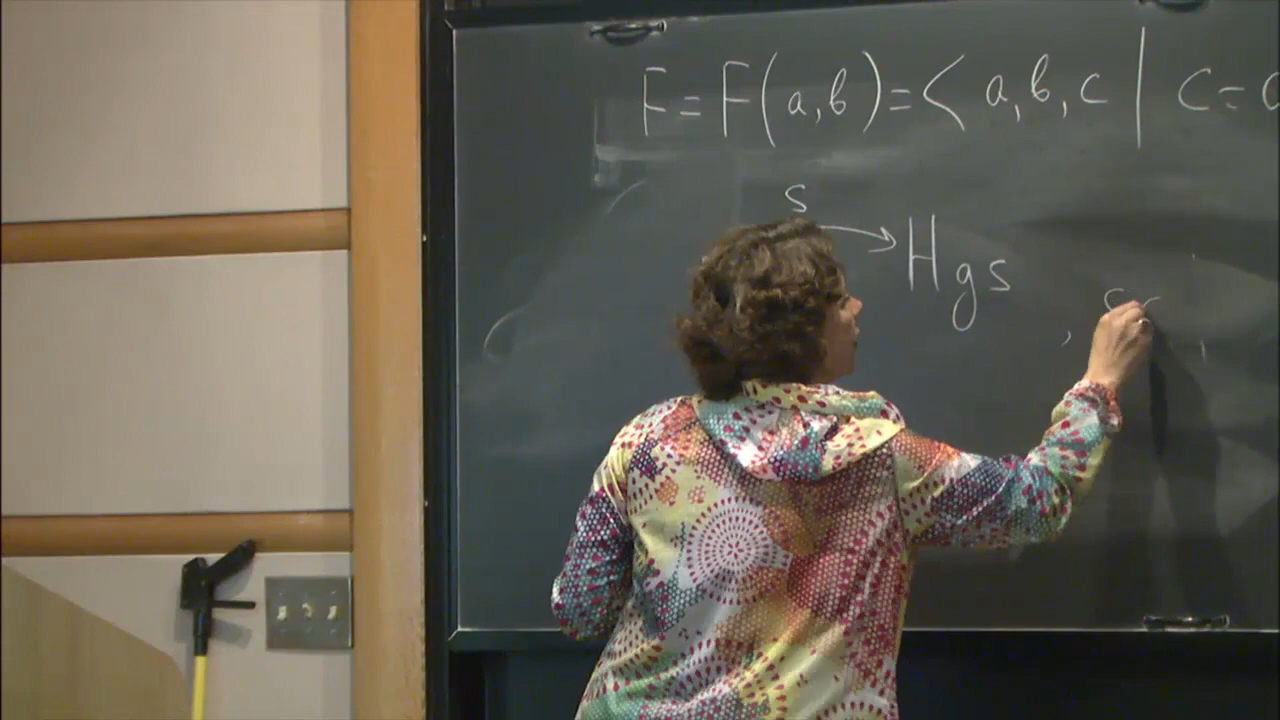 F = F(a,b) = < a, b, c | c =
s
→ Hgs